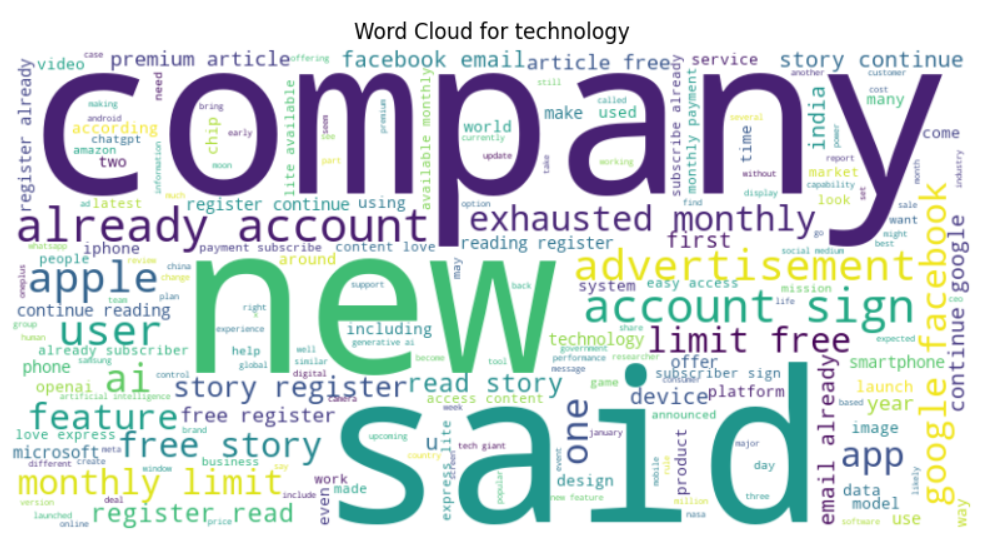 Word Cloud for technology
video
case
premium article
offering
facebook email
article free
service
story continue
another
customer
register already
making
android
according
chatgpt
amazon
two
need
information
bring
chip
early
moon
seem
see
part
lite available
premium
available monthly
world
currently
update
still
called
make
used
take
working
subscribe already
monthly payment
several
time
without
display
india
power
report
market
capability
look
set
cost
many
come
month
industry
company
ad
latest
much
register continue
using
option
find
sale
want
go
might
best
already account
exhausted monthly
whatsapp
iphone
people
payment subscribe
content love
reading register
first
social medium
review
around
china
change
oneplus
apple
continue reading
plan
team
support
may
back
new
advertisement
system
easy access
mission
account sign
life
ceo
google facebook
continue google
group
human
user
right
experience
including
generative ai
well
help
global
similar
digital
become
tool
share
technology
government
performance
researcher
message
limit free
expected
already subscriber
samsung
phone
openai
ai
control
artificial intelligence
story register
camera
read story
access content
game
offer
subscriber sign
consumer
device
platform
smartphone
launch
based
year
feature
free register
week
announced
love express
brand
free story
upcoming
tech giant
u
country
january
one
email already
image
microsoft
meta
different
create
window
business
say
screen
express lite
popular
event
new feature
said
design
mobile
rule
product
major
day
three
app
data
model
likely
monthly limit
deal
include
work
made
even
version
launched
online
register read
price
million
nasa
software
use
way